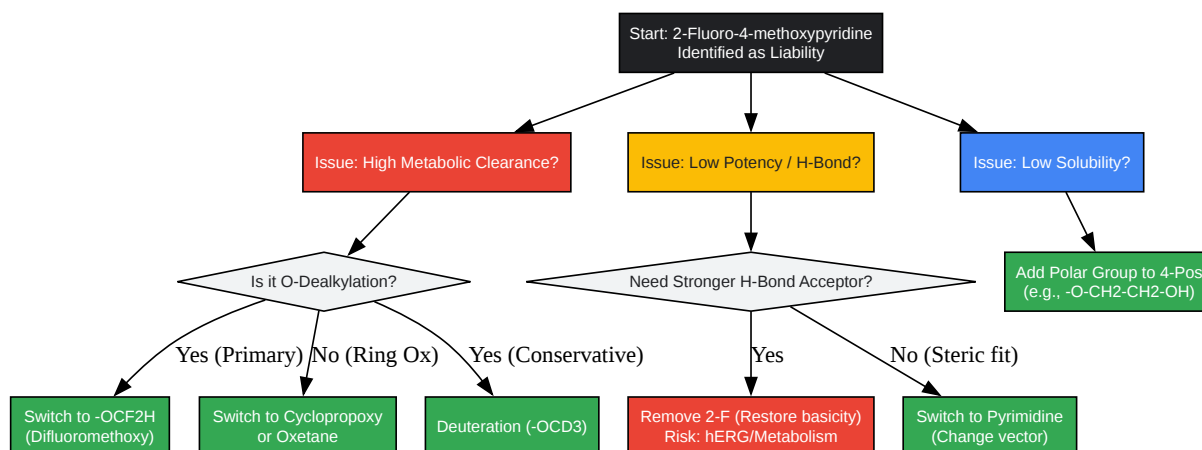 Start: 2-Fluoro-4-methoxypyridine
Identified as Liability
Issue: High Metabolic Clearance?
Issue: Low Potency / H-Bond?
Issue: Low Solubility?
Is it O-Dealkylation?
Need Stronger H-Bond Acceptor?
Add Polar Group to 4-Pos
(e.g., -O-CH2-CH2-OH)
Yes (Primary)
No (Ring Ox)
Yes (Conservative)
Yes
No (Steric fit)
Switch to -OCF2H
(Difluoromethoxy)
Switch to Cyclopropoxy
or Oxetane
Deuteration (-OCD3)
Remove 2-F (Restore basicity)
Risk: hERG/Metabolism
Switch to Pyrimidine
(Change vector)